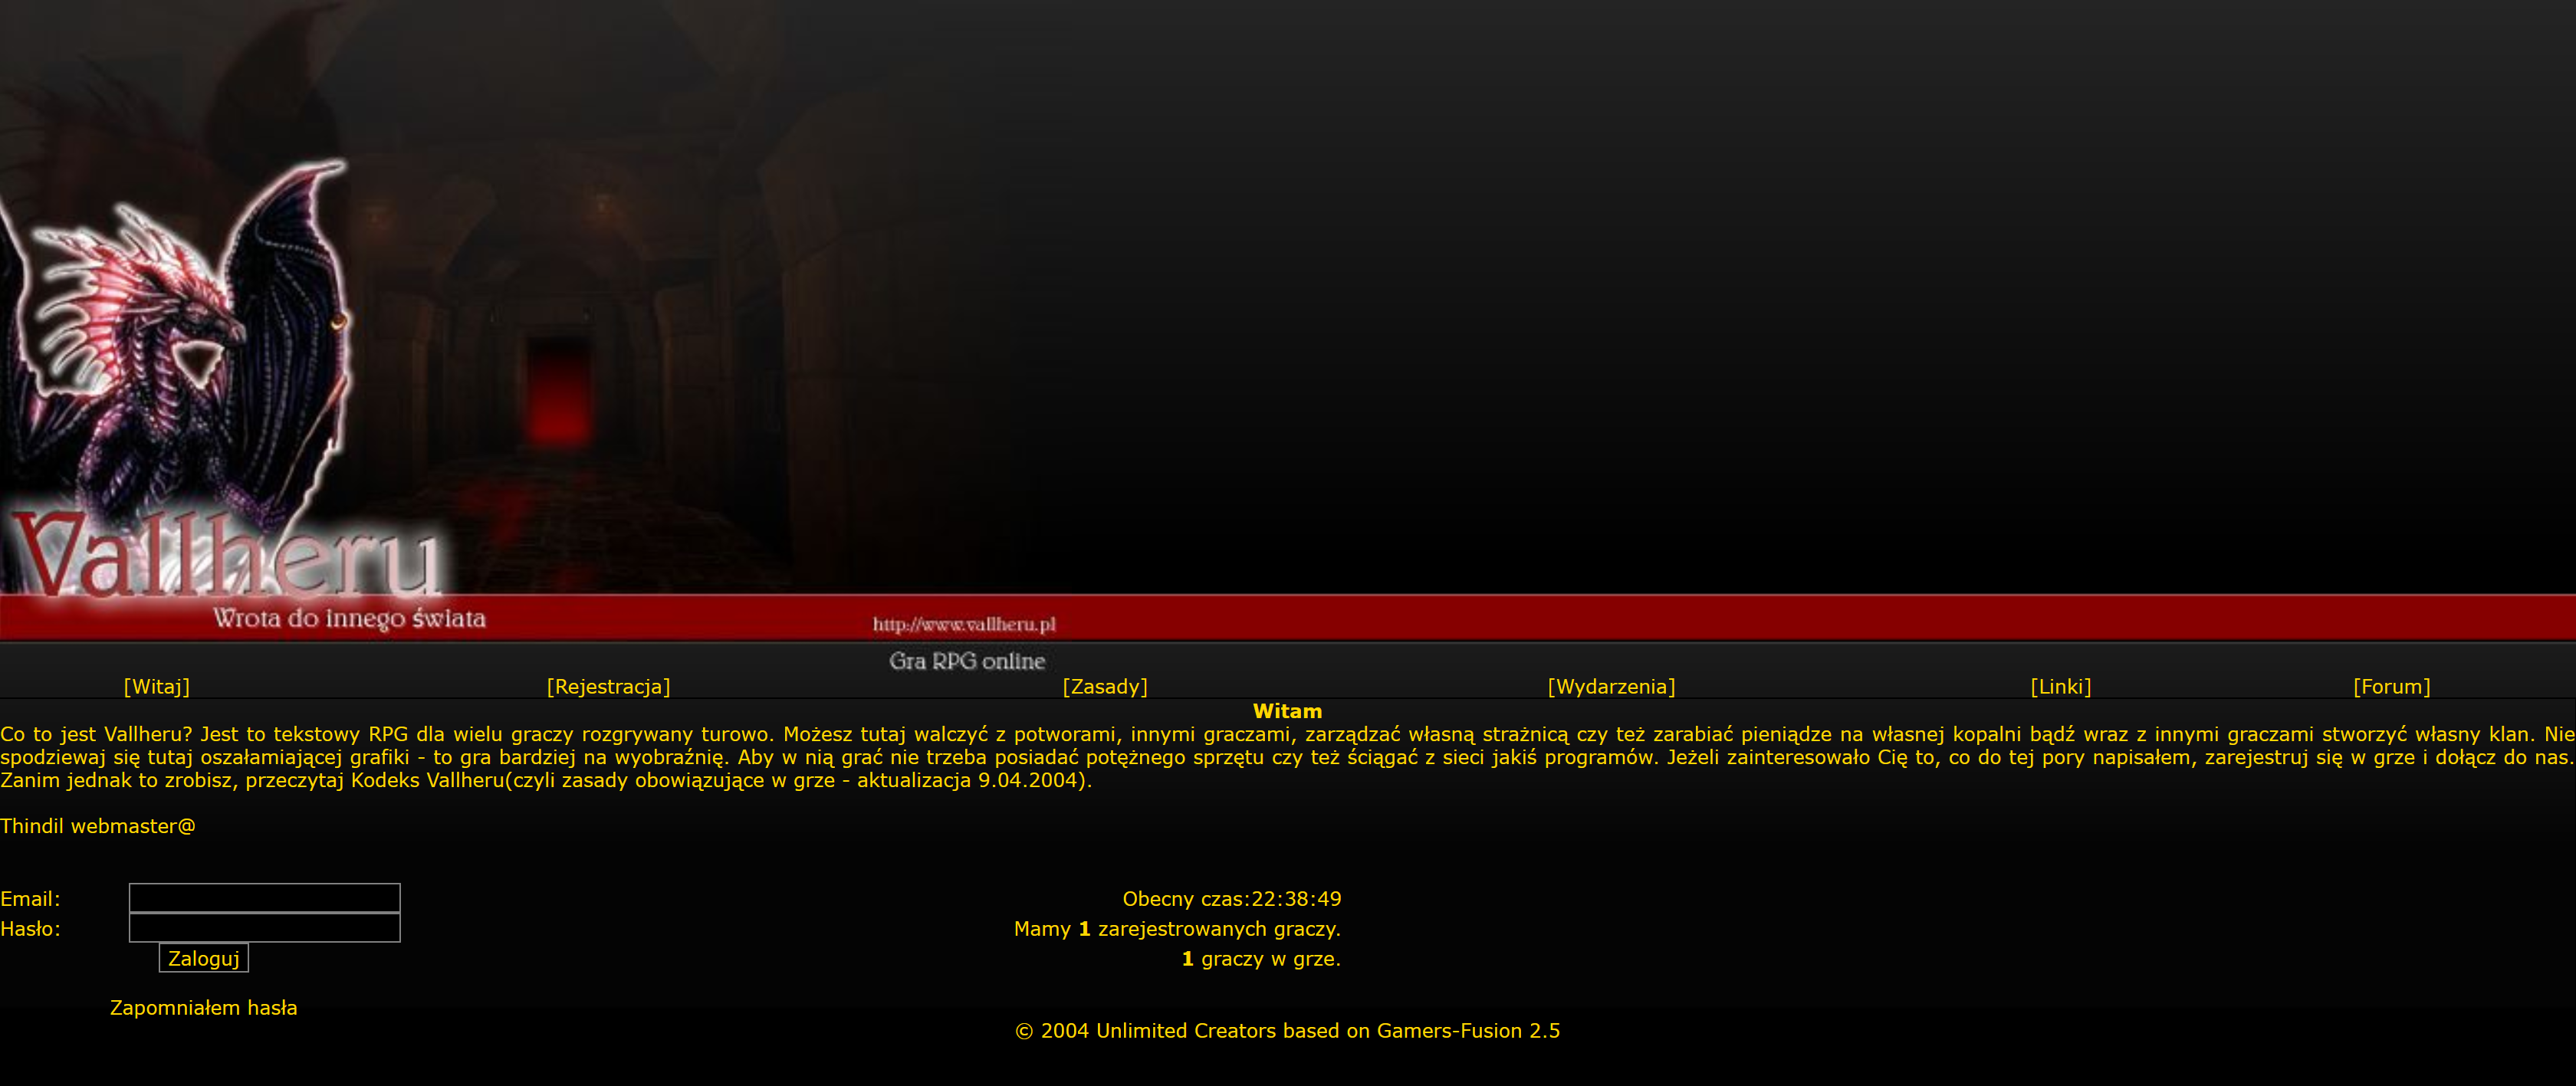 Vallheru
Wrota do innego świata
http://www.vallheru.pl
Gra RPG online
[Witaj] [Rejestracja] [Zasady] [Wydarzenia] [Linki] [Forum]
Witam
Co to jest Vallheru? Jest to tekstowy RPG dla wielu graczy rozgrywany turowo. Możesz tutaj walczyć z potworami, innymi graczami, zarządzać własną strażnicą czy też zarabiać pieniądze na własnej kopalni bądź wraz z innymi graczami stworzyć własny klan. Nie
spodziewaj się tutaj oszałamiającej grafiki - to gra bardziej na wyobraźnię. Aby w nią grać nie trzeba posiadać potężnego sprzętu czy też ściągać z sieci jakiś programów. Jeżeli zainteresowało Cię to, co do tej pory napisałem, zarejestruj się w grze i dołącz do nas.
Zanim jednak to zrobisz, przeczytaj Kodeks Vallheru(czyli zasady obowiązujące w grze - aktualizacja 9.04.2004).
Thindil webmaster@
Email:
Obecny czas:22:38:49
Hasło:
Mamy 1 zarejestrowanych graczy.
Zaloguj
1 graczy w grze.
Zapomniałem hasła
© 2004 Unlimited Creators based on Gamers-Fusion 2.5